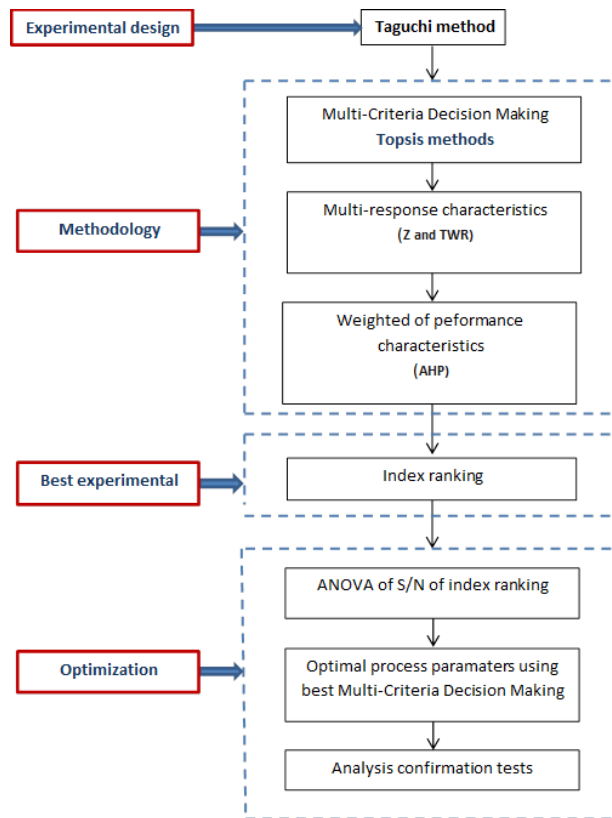 Experimental design
Taguchi method
Multi-Criteria Decision Making
Topsis methods
Methodology
Multi-response characteristics
(Z and TWR)
Weighted of peformance
characteristics
(AHP)
Best experimental
Index ranking
ANOVA of S/N of index ranking
Optimization
Optimal process paramaters using
best Multi-Criteria Decision Making
Analysis confirmation tests